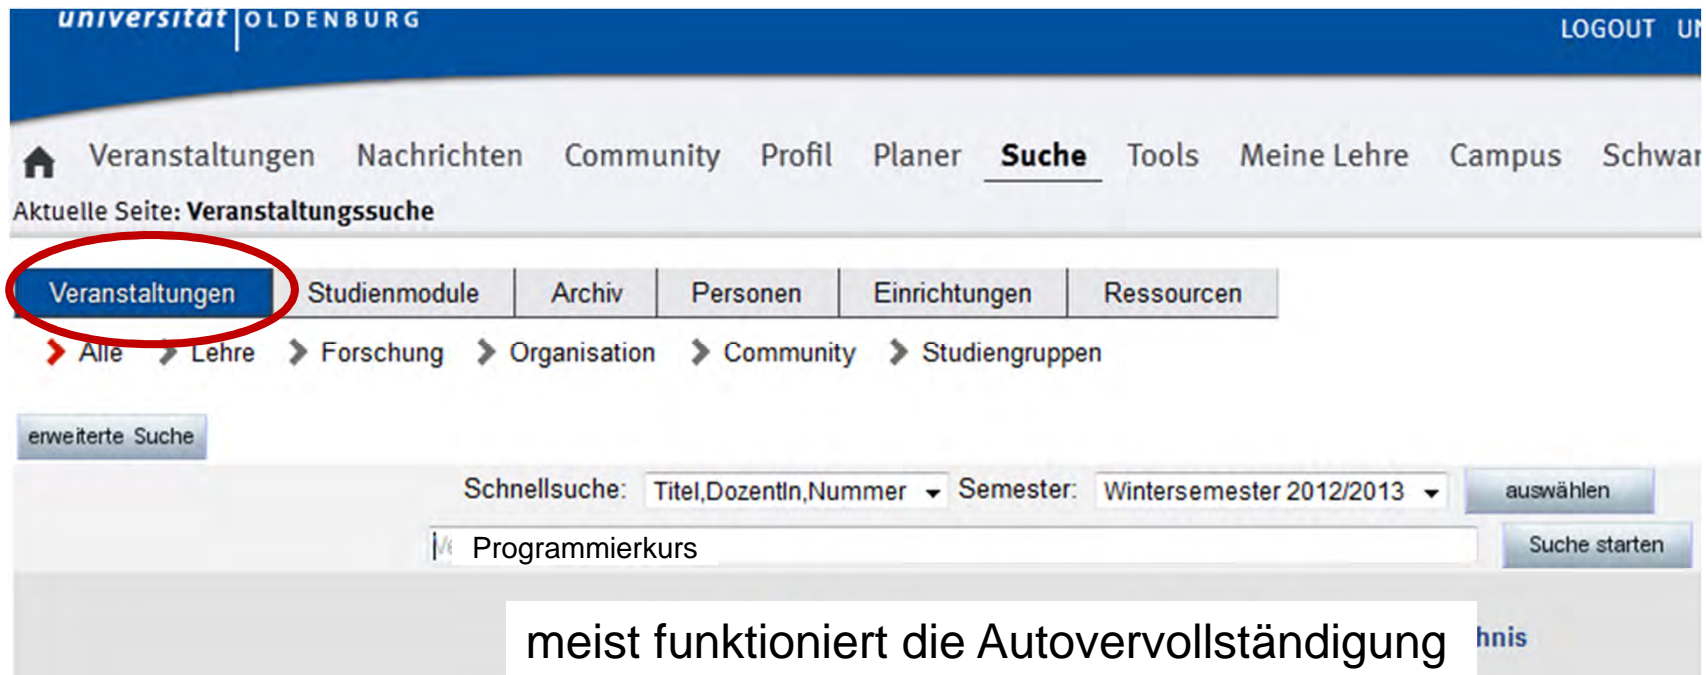 universität OLDENBURG
LOGOUT
Veranstaltungen Nachrichten Community Profil Planer Suche Tools Meine Lehre Campus Schwar
Aktuelle Seite: Veranstaltungssuche
Veranstaltungen Studienmodule Archiv Personen Einrichtungen Ressourcen
Alle Lehre Forschung Organisation Community Studiengruppen
erweiterte Suche
Schnellsuche: Titel,DozentIn,Nummer Semester: Wintersemester 2012/2013 auswählen
Programmierkurs Suche starten
meist funktioniert die Autovervollständigung hnis